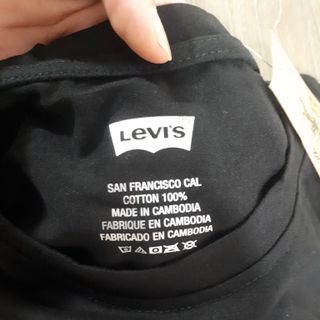 Levi's
SAN FRANCISCO CAL
COTTON 100%
MADE IN CAMBODIA
FABRIQUE EN CAMBODIA
FABRICADO EN CAMBODIA